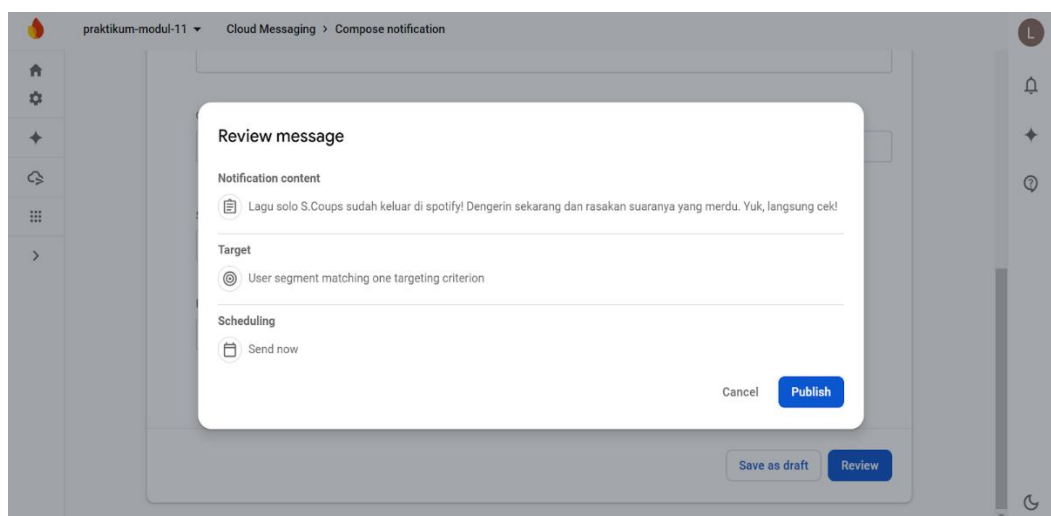 praktikum-modul-11
Cloud Messaging > Compose notification
L
Review message
Notification content
Lagu solo S.Coups sudah keluar di spotify! Dengerin sekarang dan rasakan suaranya yang merdu. Yuk, langsung cek!
Target
User segment matching one targeting criterion
Scheduling
Send now
Cancel Publish
Save as draft Review